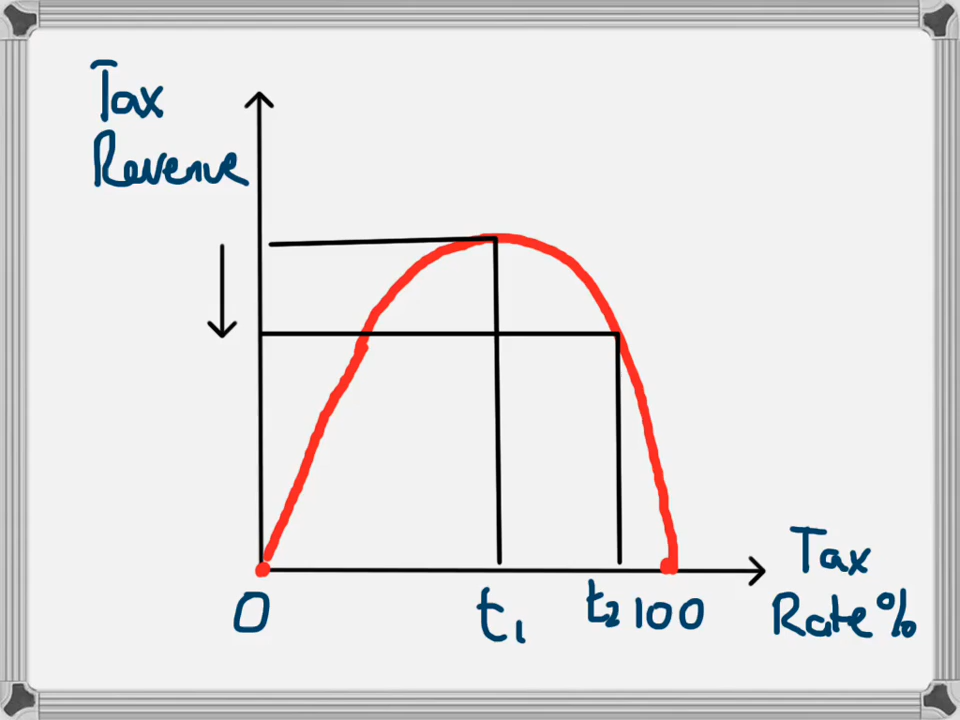 Tax
Revenue
0
t₁
t₂
100
Tax
Rate %